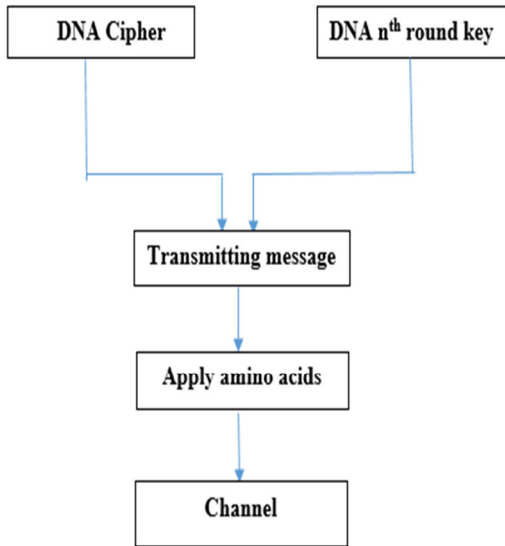 DNA Cipher
DNA nth round key
Transmitting message
Apply amino acids
Channel